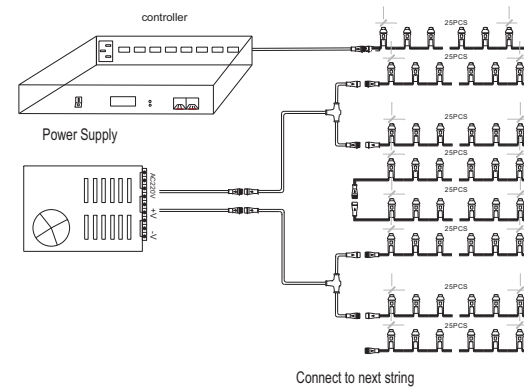 controller
25PCS
25PCS
25PCS
25PCS
25PCS
25PCS
25PCS
25PCS
Power Supply
AC220V
+V
-V
Connect to next string